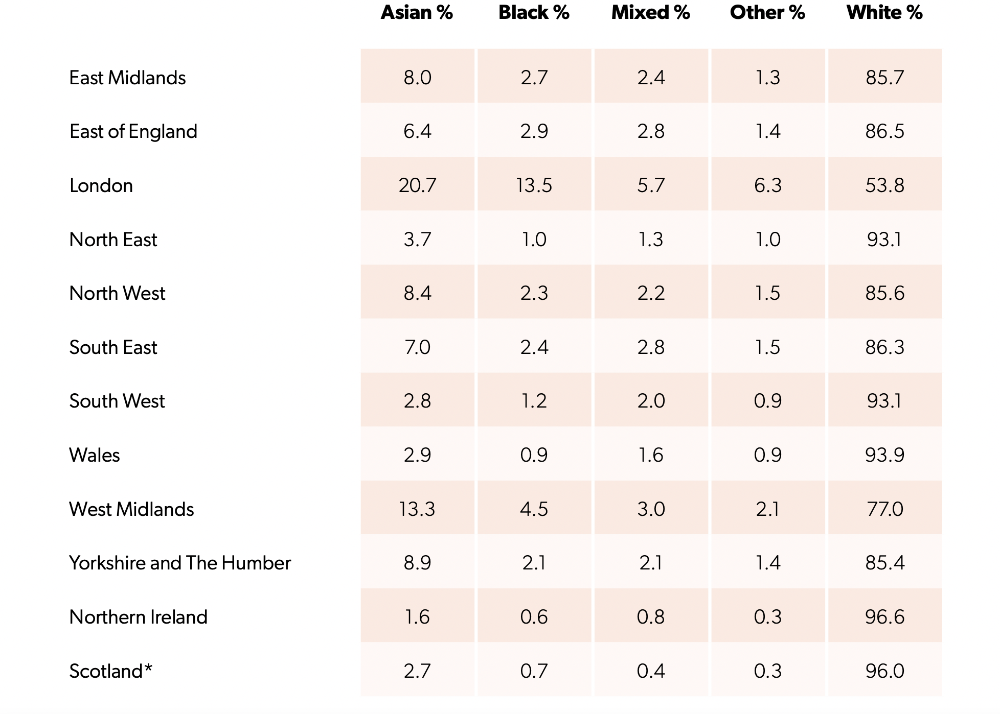 Asian % Black % Mixed % Other % White %
East Midlands 8.0 2.7 2.4 1.3 85.7
East of England 6.4 2.9 2.8 1.4 86.5
London 20.7 13.5 5.7 6.3 53.8
North East 3.7 1.0 1.3 1.0 93.1
North West 8.4 2.3 2.2 1.5 85.6
South East 7.0 2.4 2.8 1.5 86.3
South West 2.8 1.2 2.0 0.9 93.1
Wales 2.9 0.9 1.6 0.9 93.9
West Midlands 13.3 4.5 3.0 2.1 77.0
Yorkshire and The Humber 8.9 2.1 2.1 1.4 85.4
Northern Ireland 1.6 0.6 0.8 0.3 96.6
Scotland* 2.7 0.7 0.4 0.3 96.0